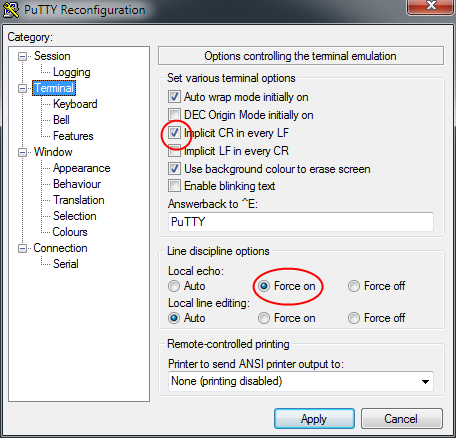 PuTTY Reconfiguration
Category:
Session
Logging
Terminal
Keyboard
Bell
Features
Window
Appearance
Behaviour
Translation
Selection
Colours
Connection
Serial
Options controlling the terminal emulation
Set various terminal options
Auto wrap mode initially on
DEC Origin Mode initially on
Implicit CR in every LF
Implicit LF in every CR
Use background colour to erase screen
Enable blinking text
Answerback to ^E:
PuTTY
Line discipline options
Local echo:
Auto Force on Force off
Local line editing:
Auto Force on Force off
Remote-controlled printing
Printer to send ANSI printer output to:
None (printing disabled)
Apply Cancel